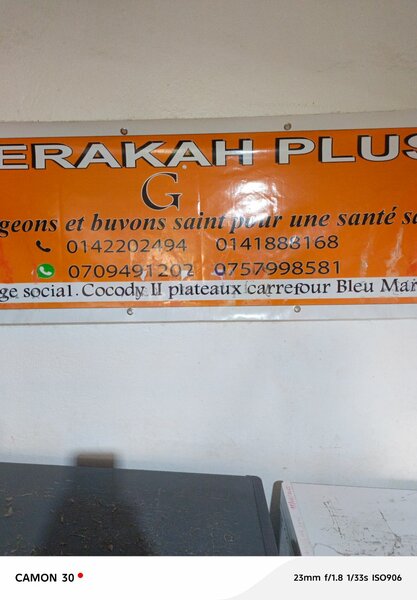 ERAKAH PLUS
G
geons et buvons saint pour une santé sa
0142202494 0141888168
0709491202 0757998581
ge social. Cocody II plateaux carrefour Bleu Mar
CAMON 30
23mm f/1.8 1/33s ISO906